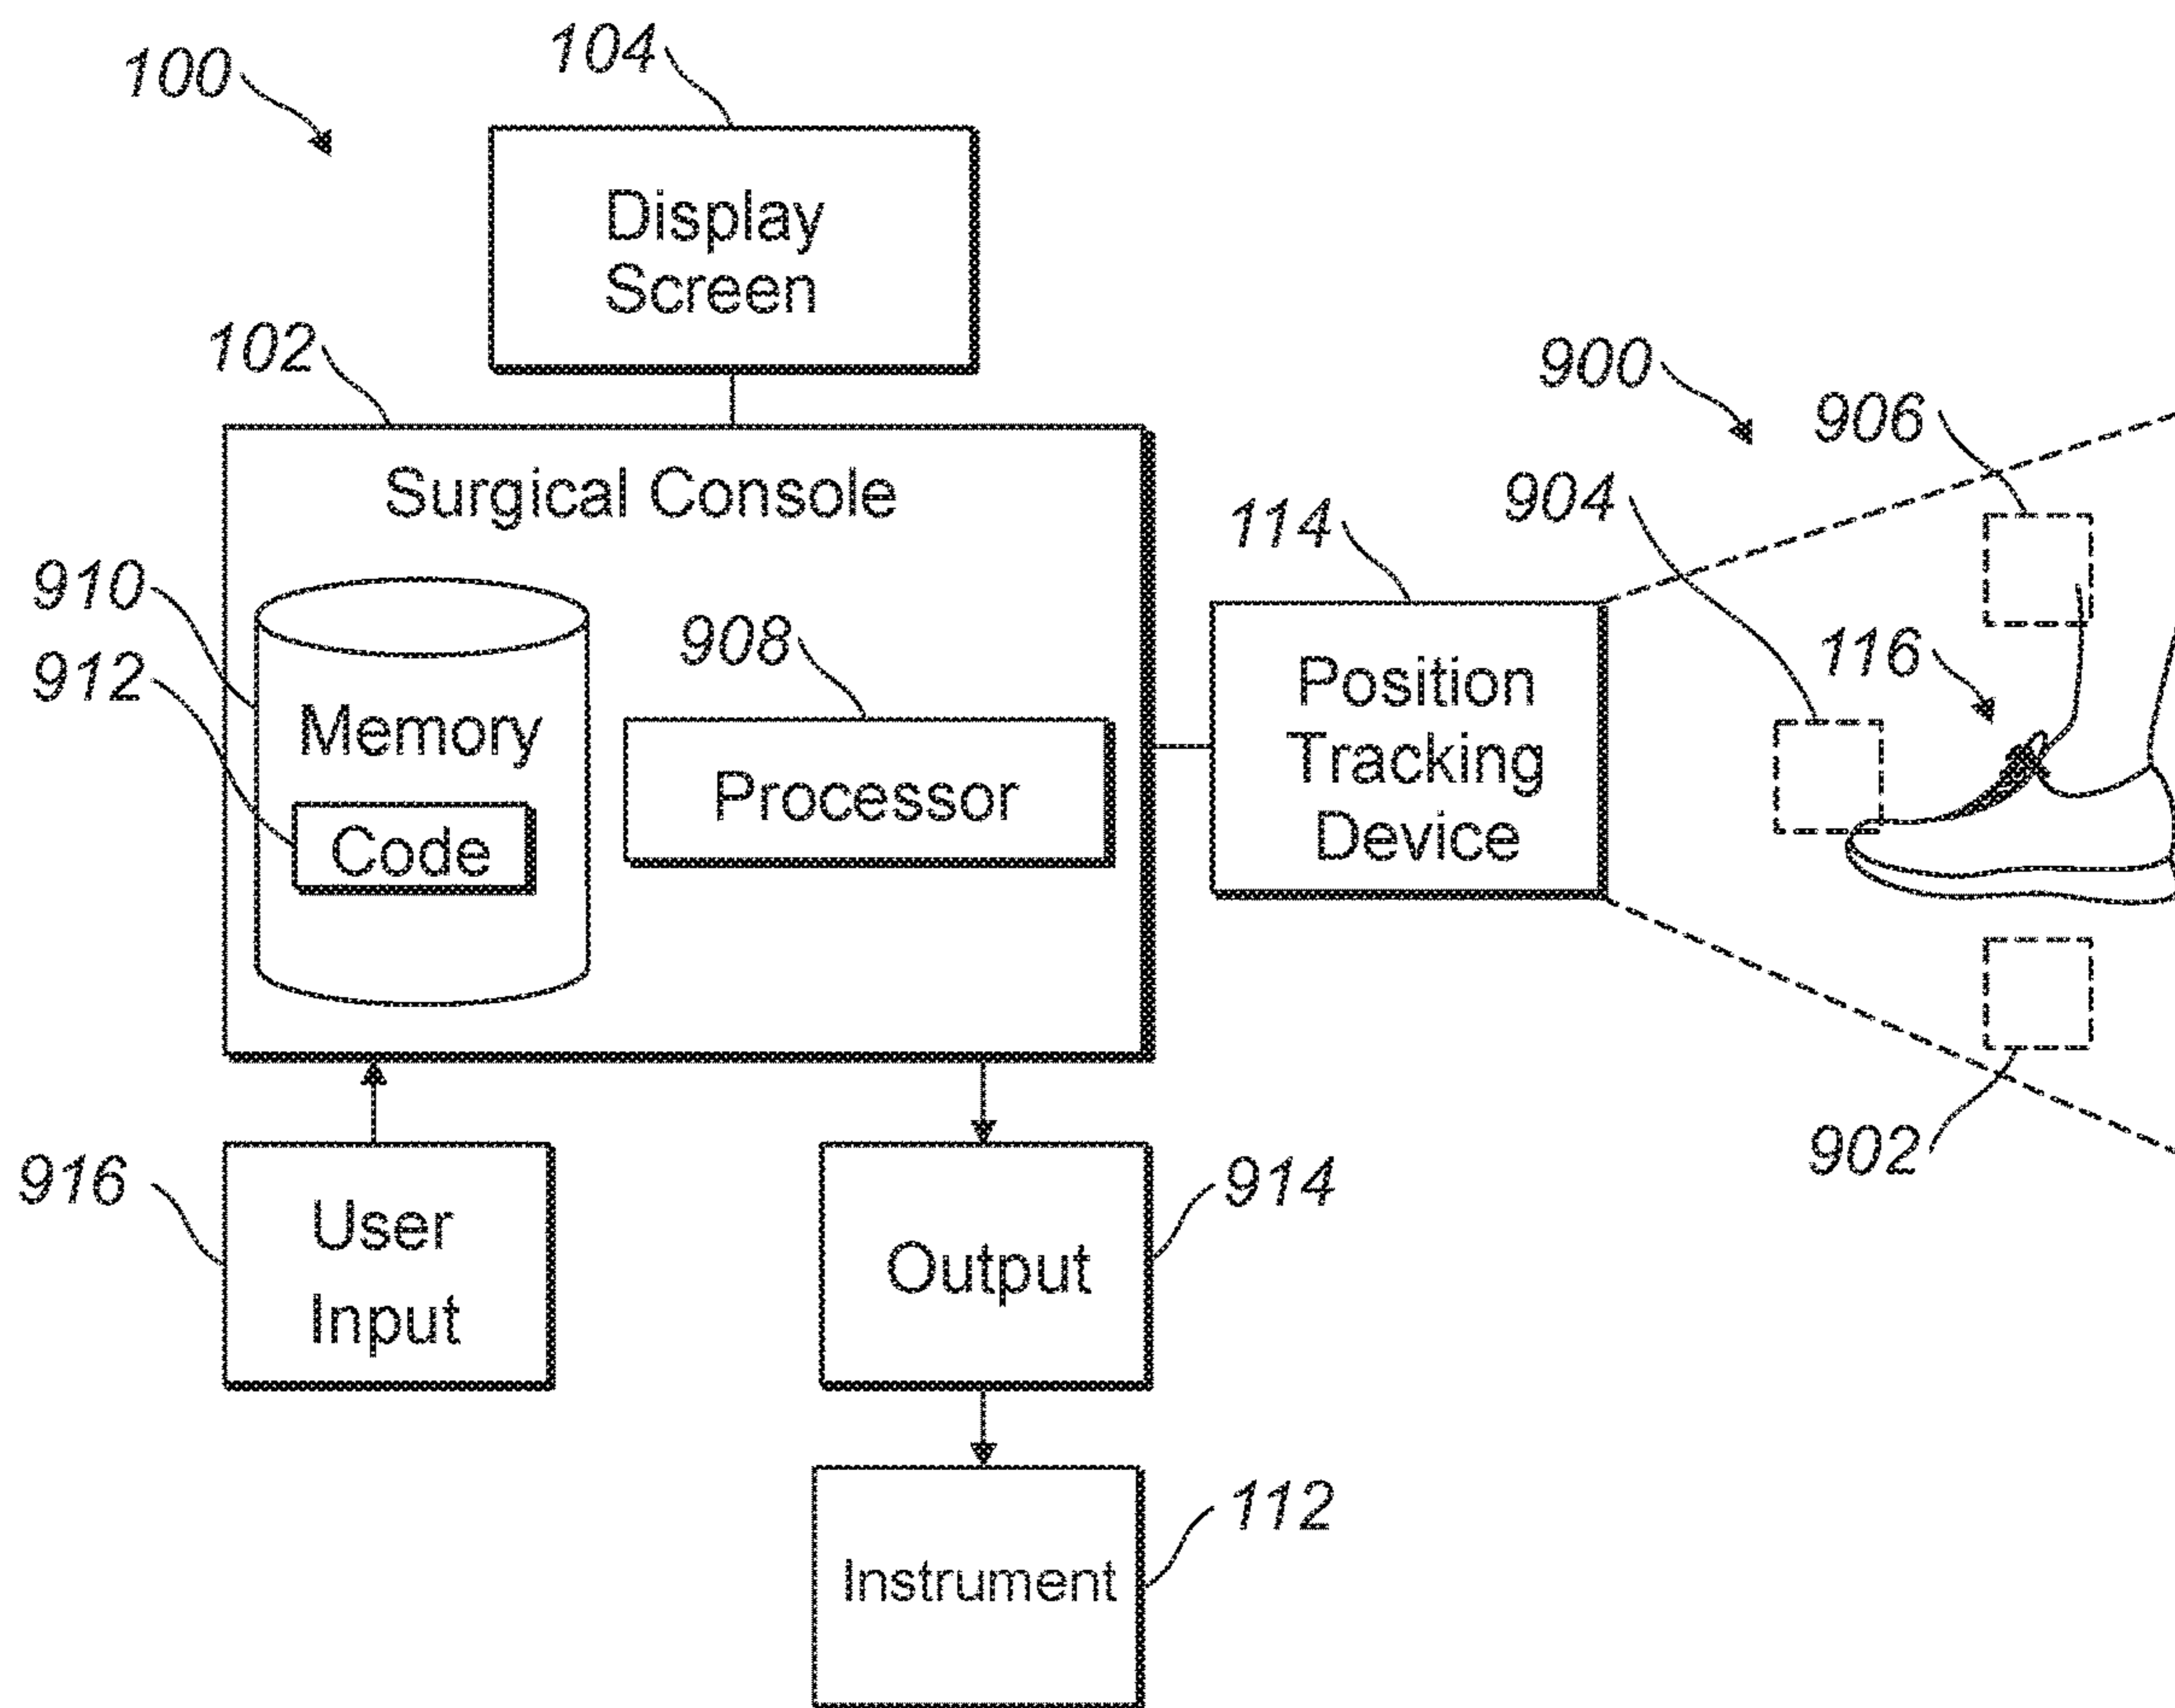 104
100
Display
Screen
102
900
906
Surgical Console
904
114
910
908
116
912
Position
Memory
Tracking
Processor
Device
Code
902
916
914
User
Output
Input
112
Instrument